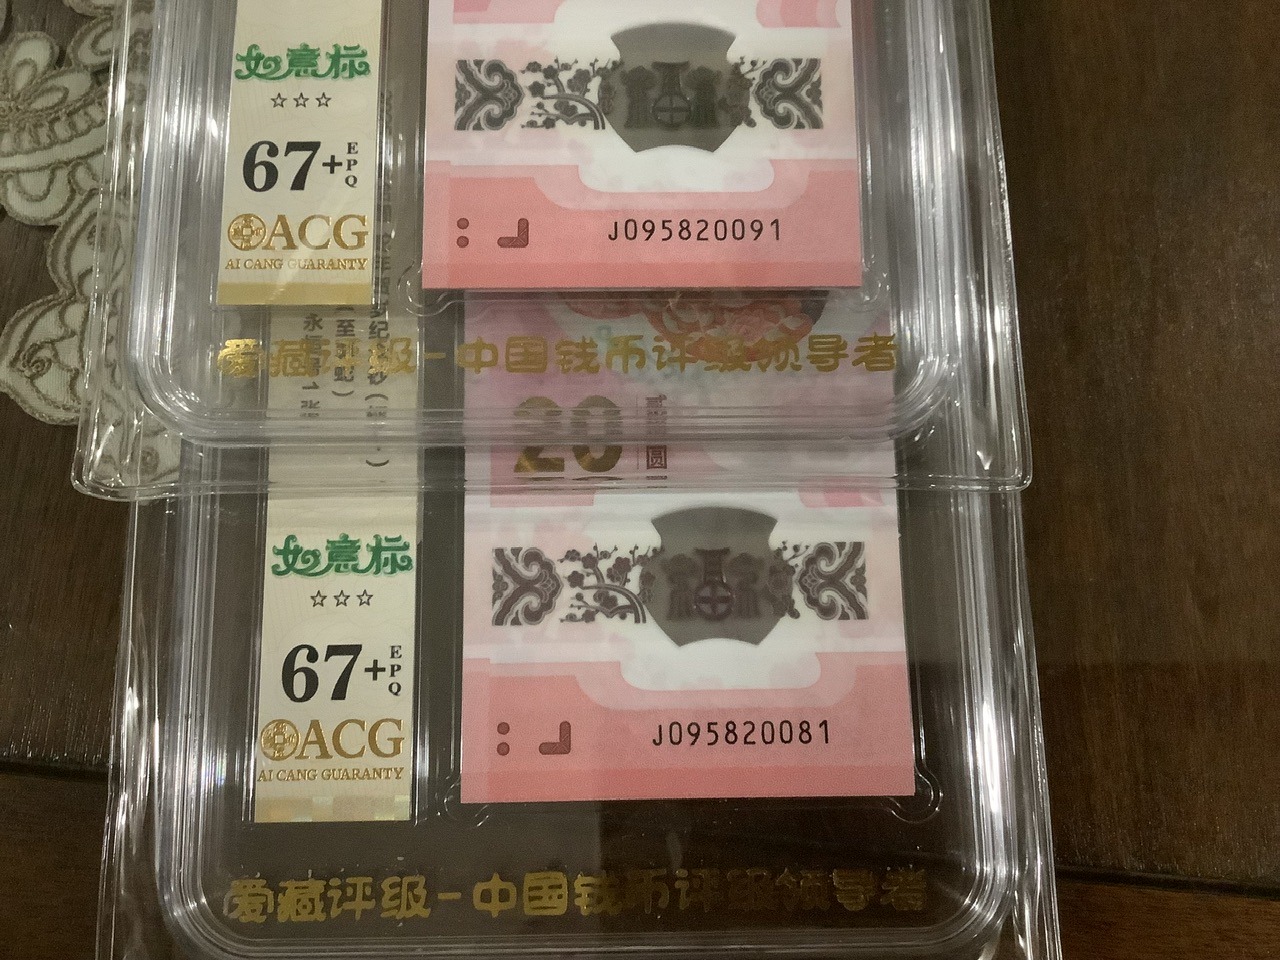 如意标
☆☆☆
67+
EPQ
ACG
AI CANG GUARANTY
J095820091
爱藏评级-中国钱币评级领导者
20
圆
如意标
☆☆☆
67+
EPQ
ACG
AI CANG GUARANTY
J095820081
爱藏评级-中国钱币评级领导者